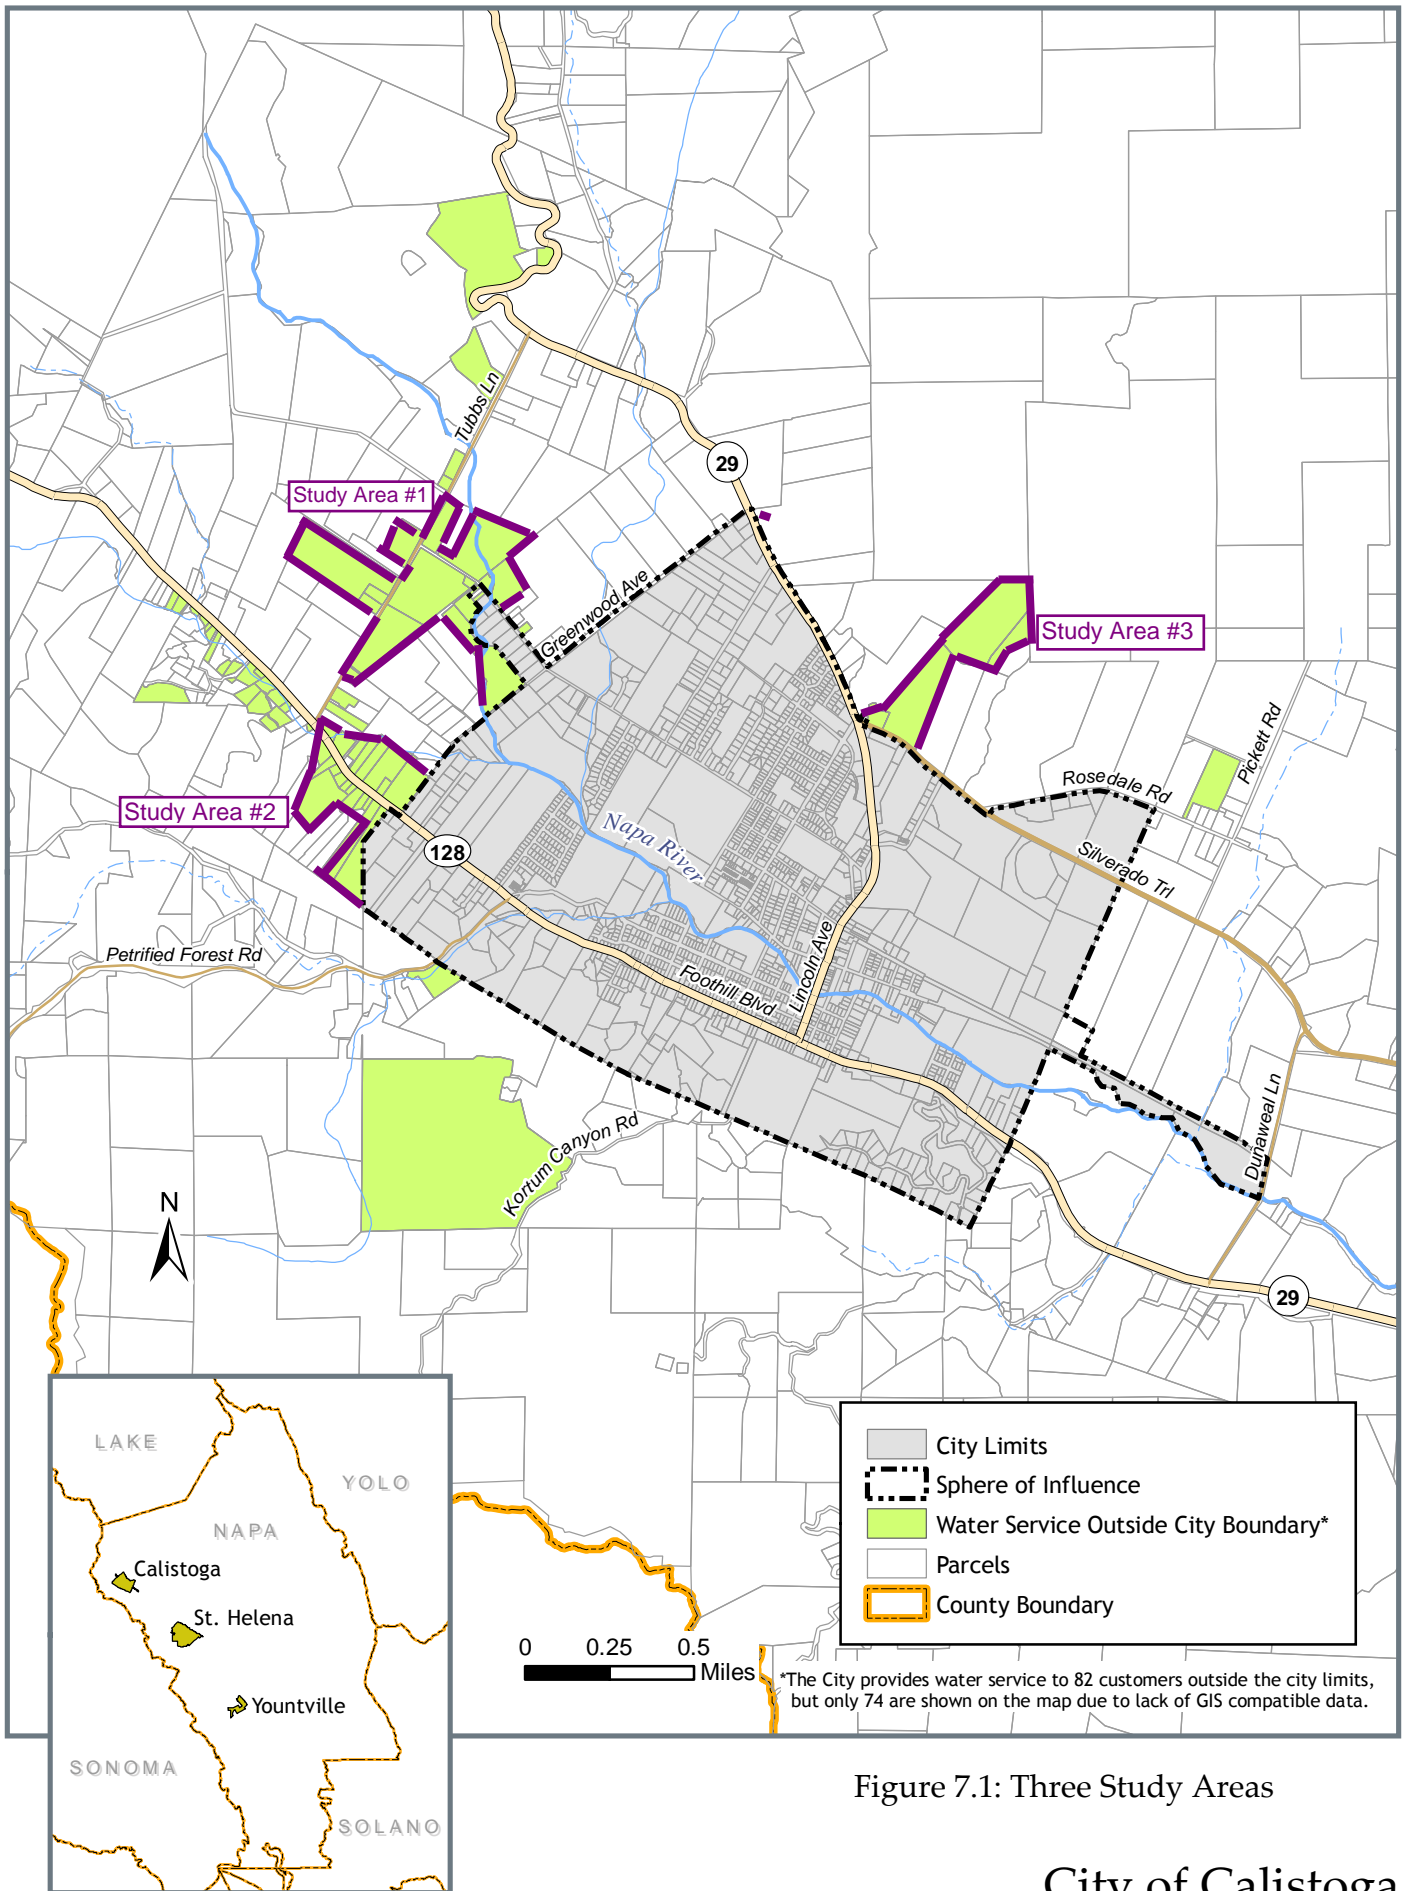 Tubbs Ln
29
Study Area #1
Greenwood Ave
Study Area #3
Pickett Rd
Rosedale Rd
Study Area #2
128
Napa River
Silverado Trl
Petrified Forest Rd
Foothill Blvd
Lincoln Ave
Dunaweal Ln
Kortum Canyon Rd
N
29
LAKE
YOLO
NAPA
Calistoga
St. Helena
Yountville
SONOMA
SOLANO
City Limits
Sphere of Influence
Water Service Outside City Boundary*
Parcels
County Boundary
0 0.25 0.5
Miles
*The City provides water service to 82 customers outside the city limits,
but only 74 are shown on the map due to lack of GIS compatible data.
Figure 7.1: Three Study Areas
City of Calistoga